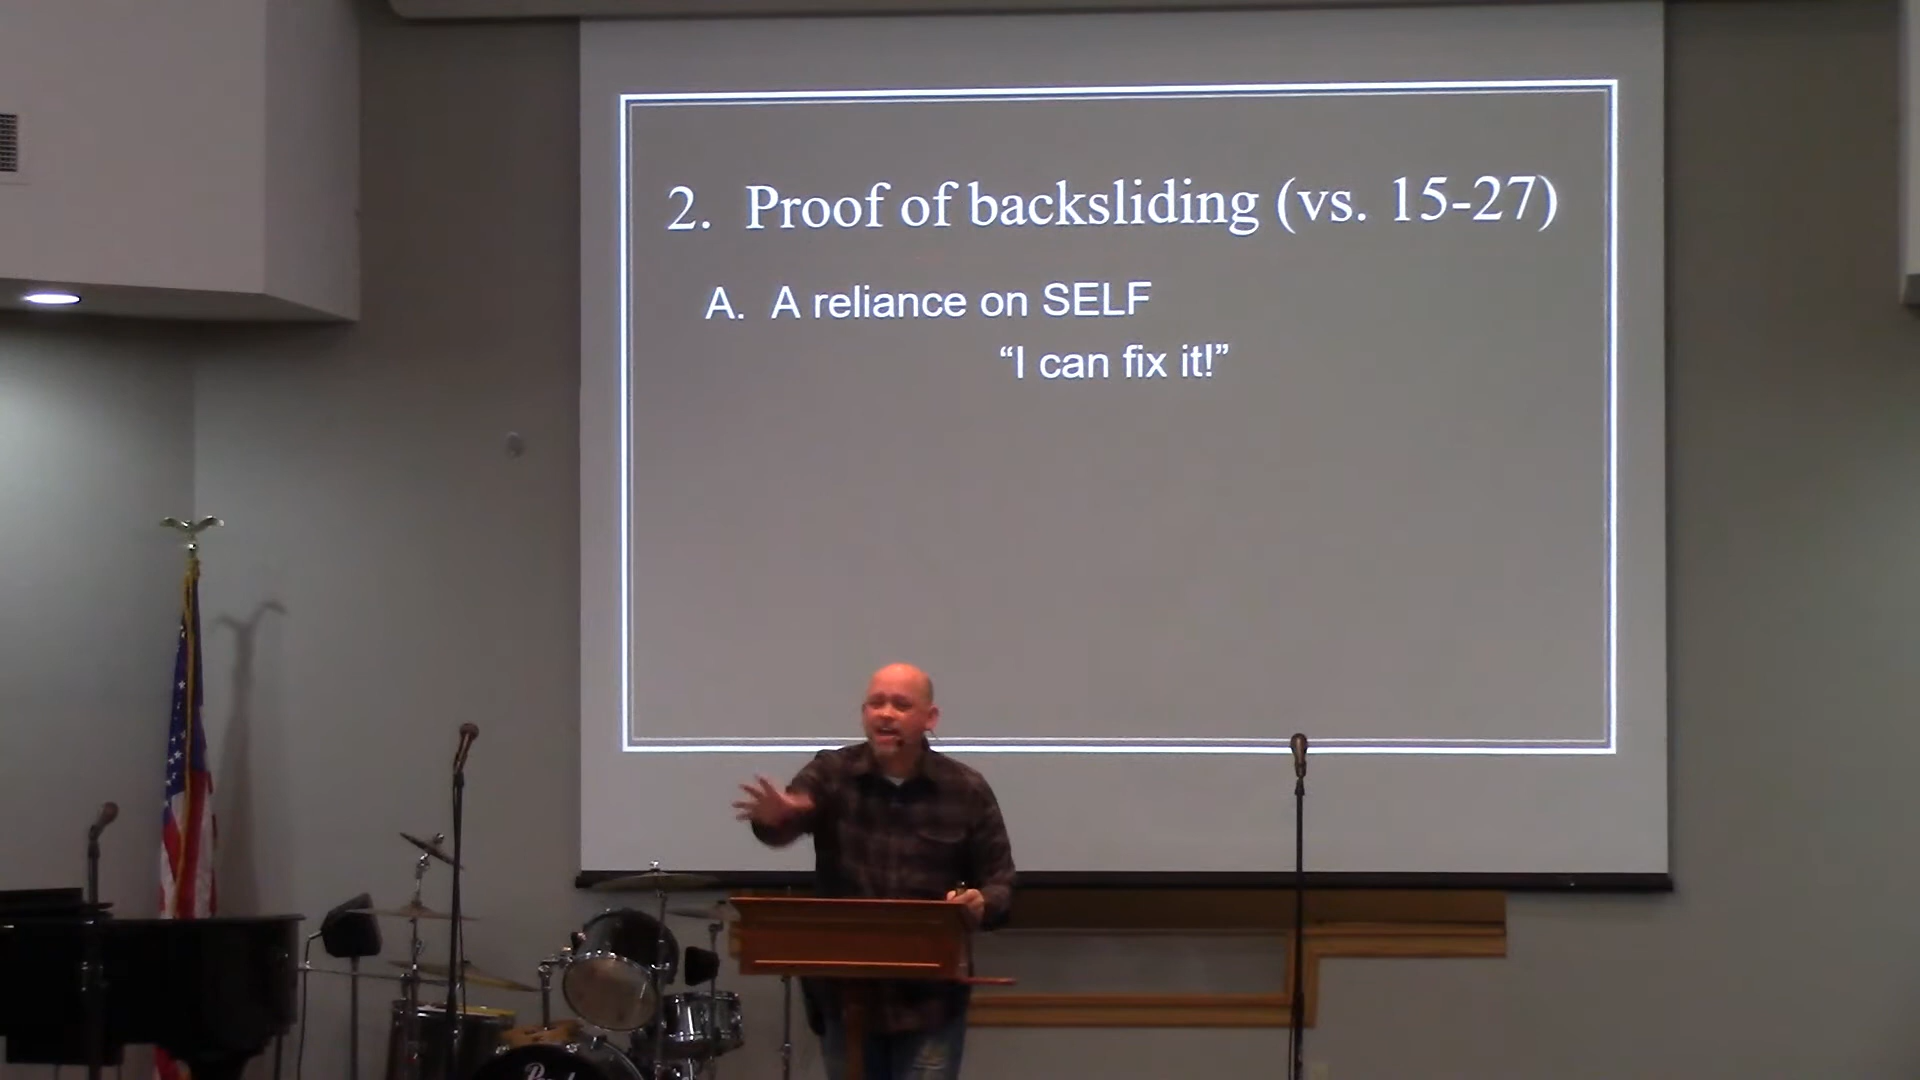 2. Proof of backsliding (vs. 15-27)
A. A reliance on SELF
“I can fix it!”